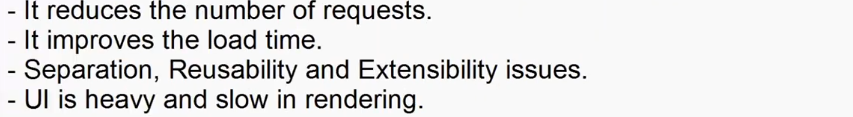 - It reduces the number of requests.
- It improves the load time.
- Separation, Reusability and Extensibility issues.
- UI is heavy and slow in rendering.